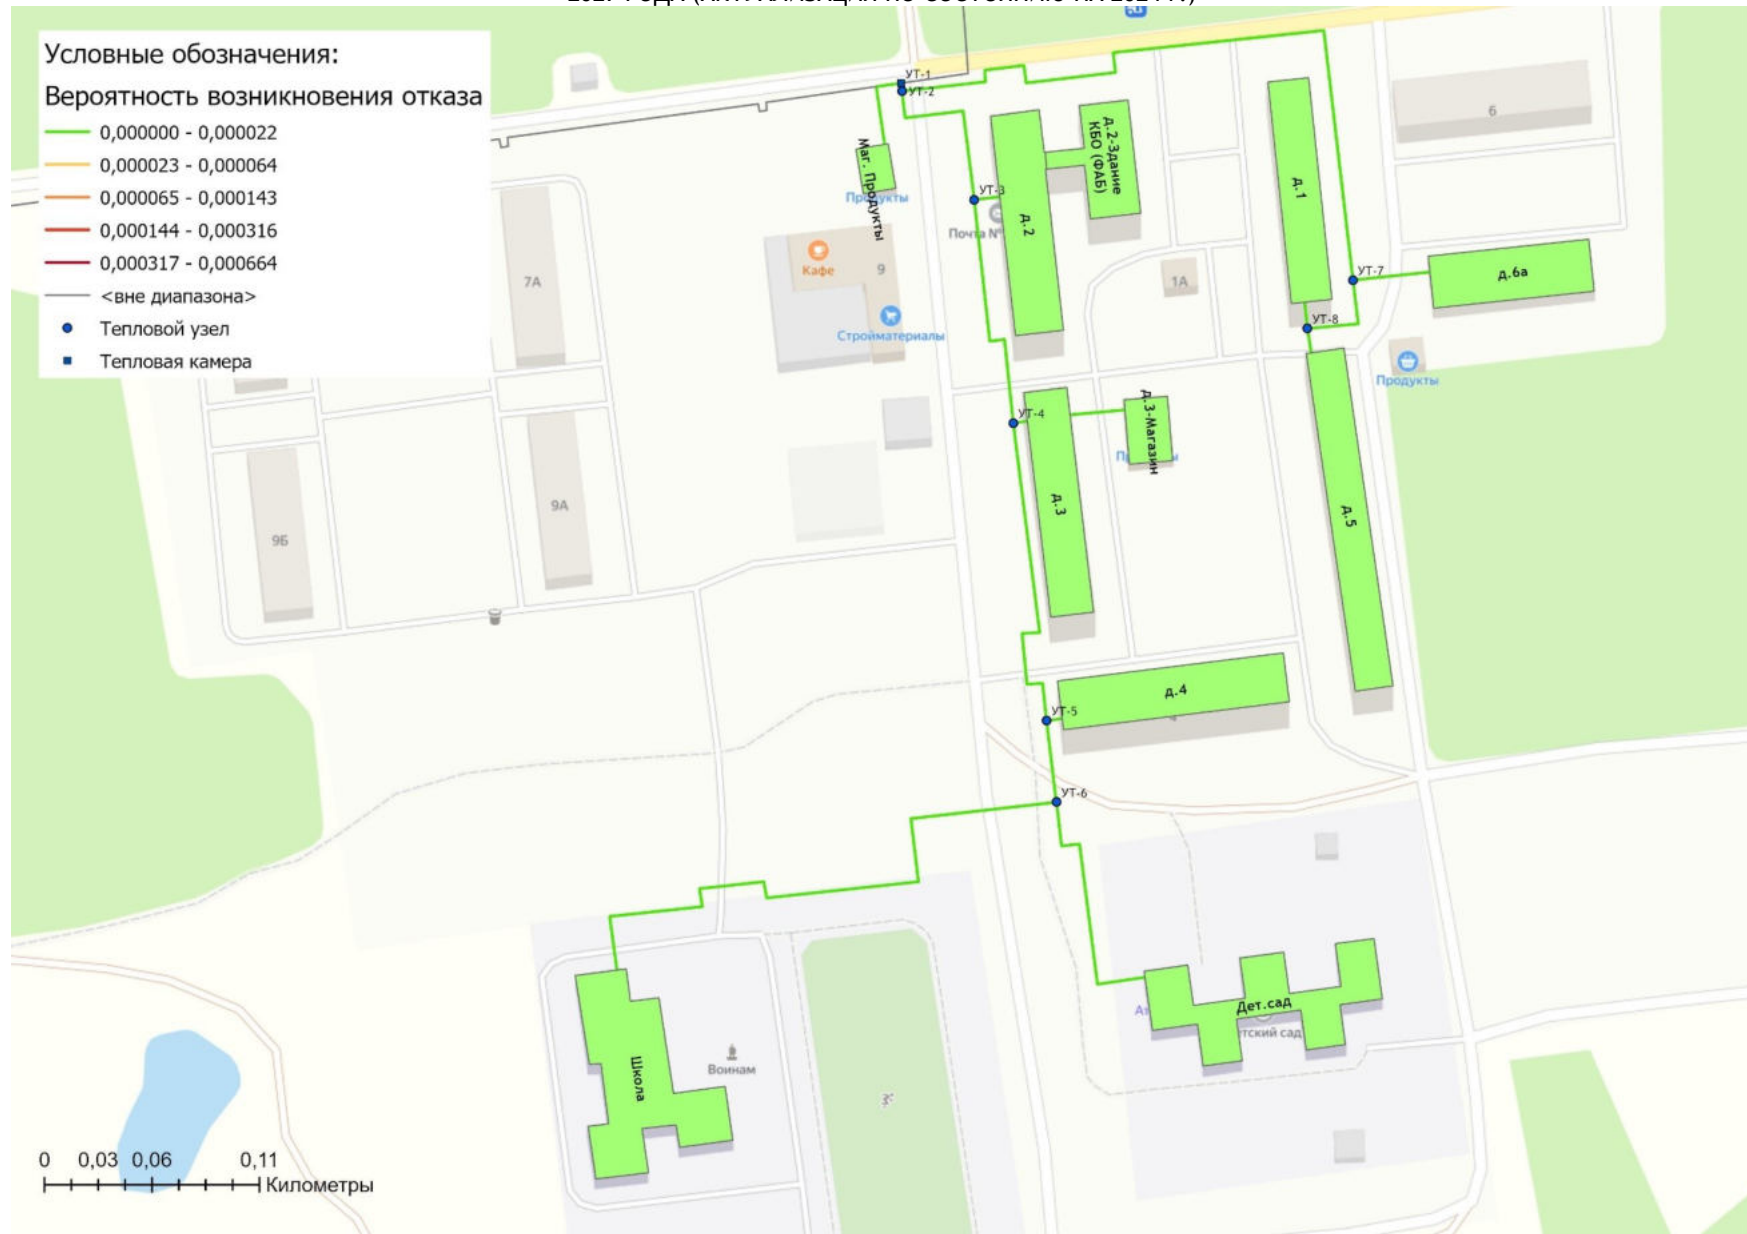 Условные обозначения:
Вероятность возникновения отказа
0,000000 - 0,000022
0,000023 - 0,000064
0,000065 - 0,000143
0,000144 - 0,000316
0,000317 - 0,000664
<вне диапазона>
Тепловой узел
Тепловая камера
УТ-1
УТ-2
Маг. Продукты
Продукты
УТ-3
Почта №
д.2
д.2-Здание
КБО (ФАБ)
д.1
6
УТ-7
д.6а
УТ-8
Продукты
1А
7А
Кафе
9
Стройматериалы
УТ-4
д.3-Магазин
д.3
д.5
9А
9Б
д.4
УТ-5
УТ-6
Дет.сад
тский сад
Школа
Воинам
0 0,03 0,06 0,11
Километры